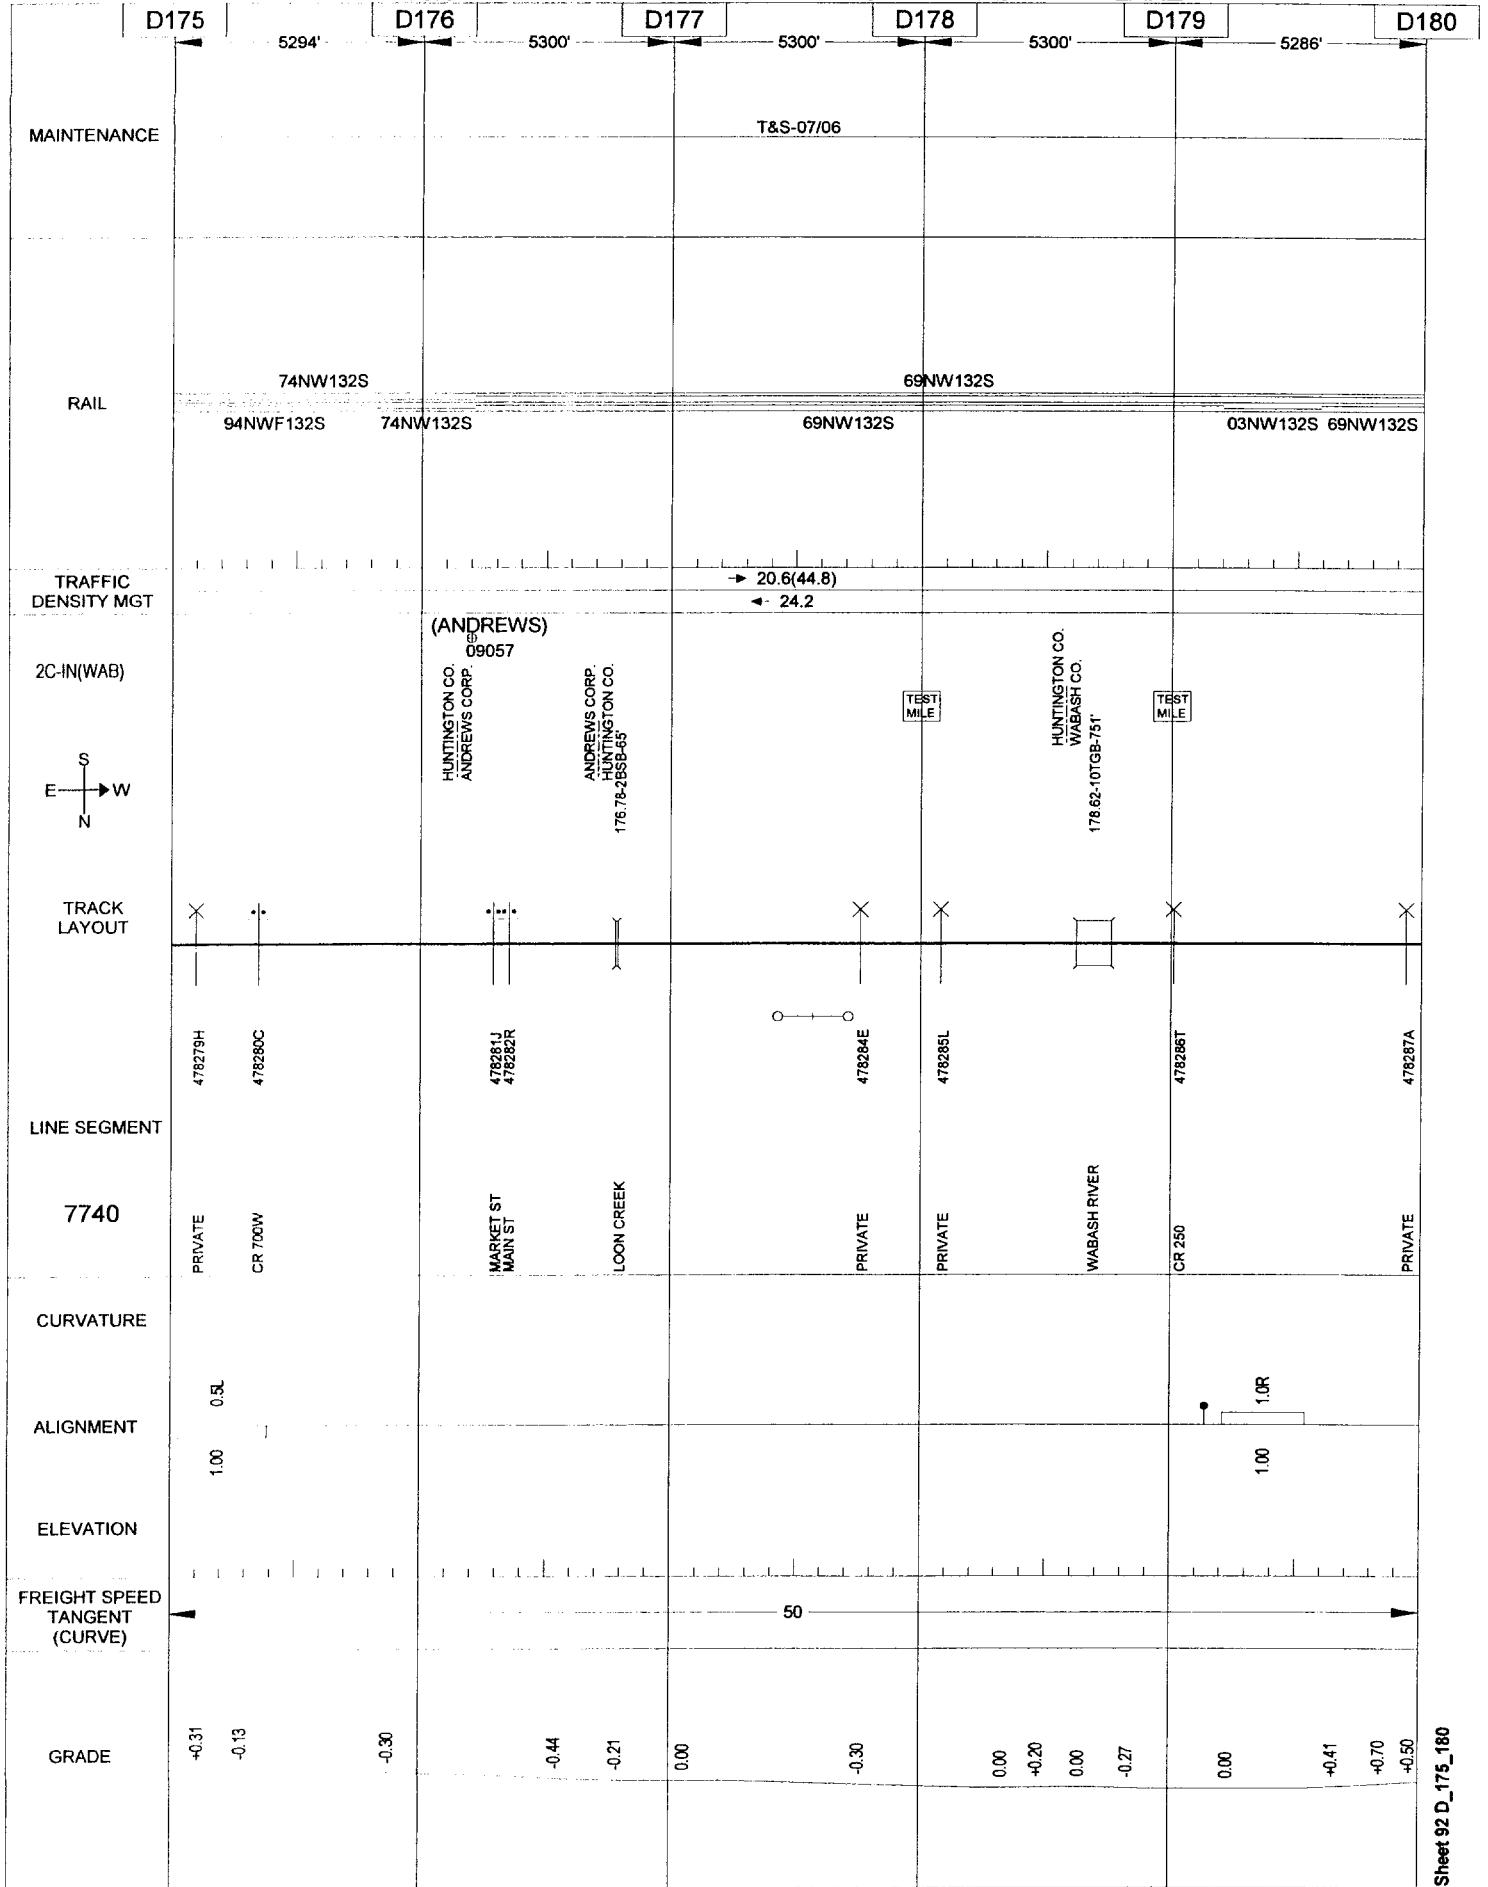 D175 D176 D177 D178 D179 D180
5294' 5300' 5300' 5300' 5286'
MAINTENANCE
T&S-07/06
RAIL
74NW132S 69NW132S
94NWF132S 74NW132S 69NW132S 03NW132S 69NW132S
TRAFFIC
DENSITY MGT
20.6(44.8)
24.2
2C-IN(WAB)
(ANDREWS)
09057
HUNTINGTON CO.
ANDREWS CORP.
ANDREWS CORP.
HUNTINGTON CO.
176.78-2BSB-65'
TEST
MILE
HUNTINGTON CO.
WABASH CO.
178.62-10TGB-751'
TEST
MILE
S
E W
N
TRACK
LAYOUT
478279H
478280C
478281J
478282R
478284E
478285L
478286T
478287A
LINE SEGMENT
7740
PRIVATE
CR 700W
MARKET ST
MAIN ST
LOON CREEK
PRIVATE
PRIVATE
WABASH RIVER
CR 250
PRIVATE
CURVATURE
0.5L
1.0R
ALIGNMENT
1.00
1.00
ELEVATION
FREIGHT SPEED
TANGENT
(CURVE)
50
GRADE
+0.31
-0.13
-0.30
-0.44
-0.21
0.00
-0.30
0.00
+0.20
0.00
-0.27
0.00
+0.41
+0.70
+0.50
Sheet 92 D_175_180